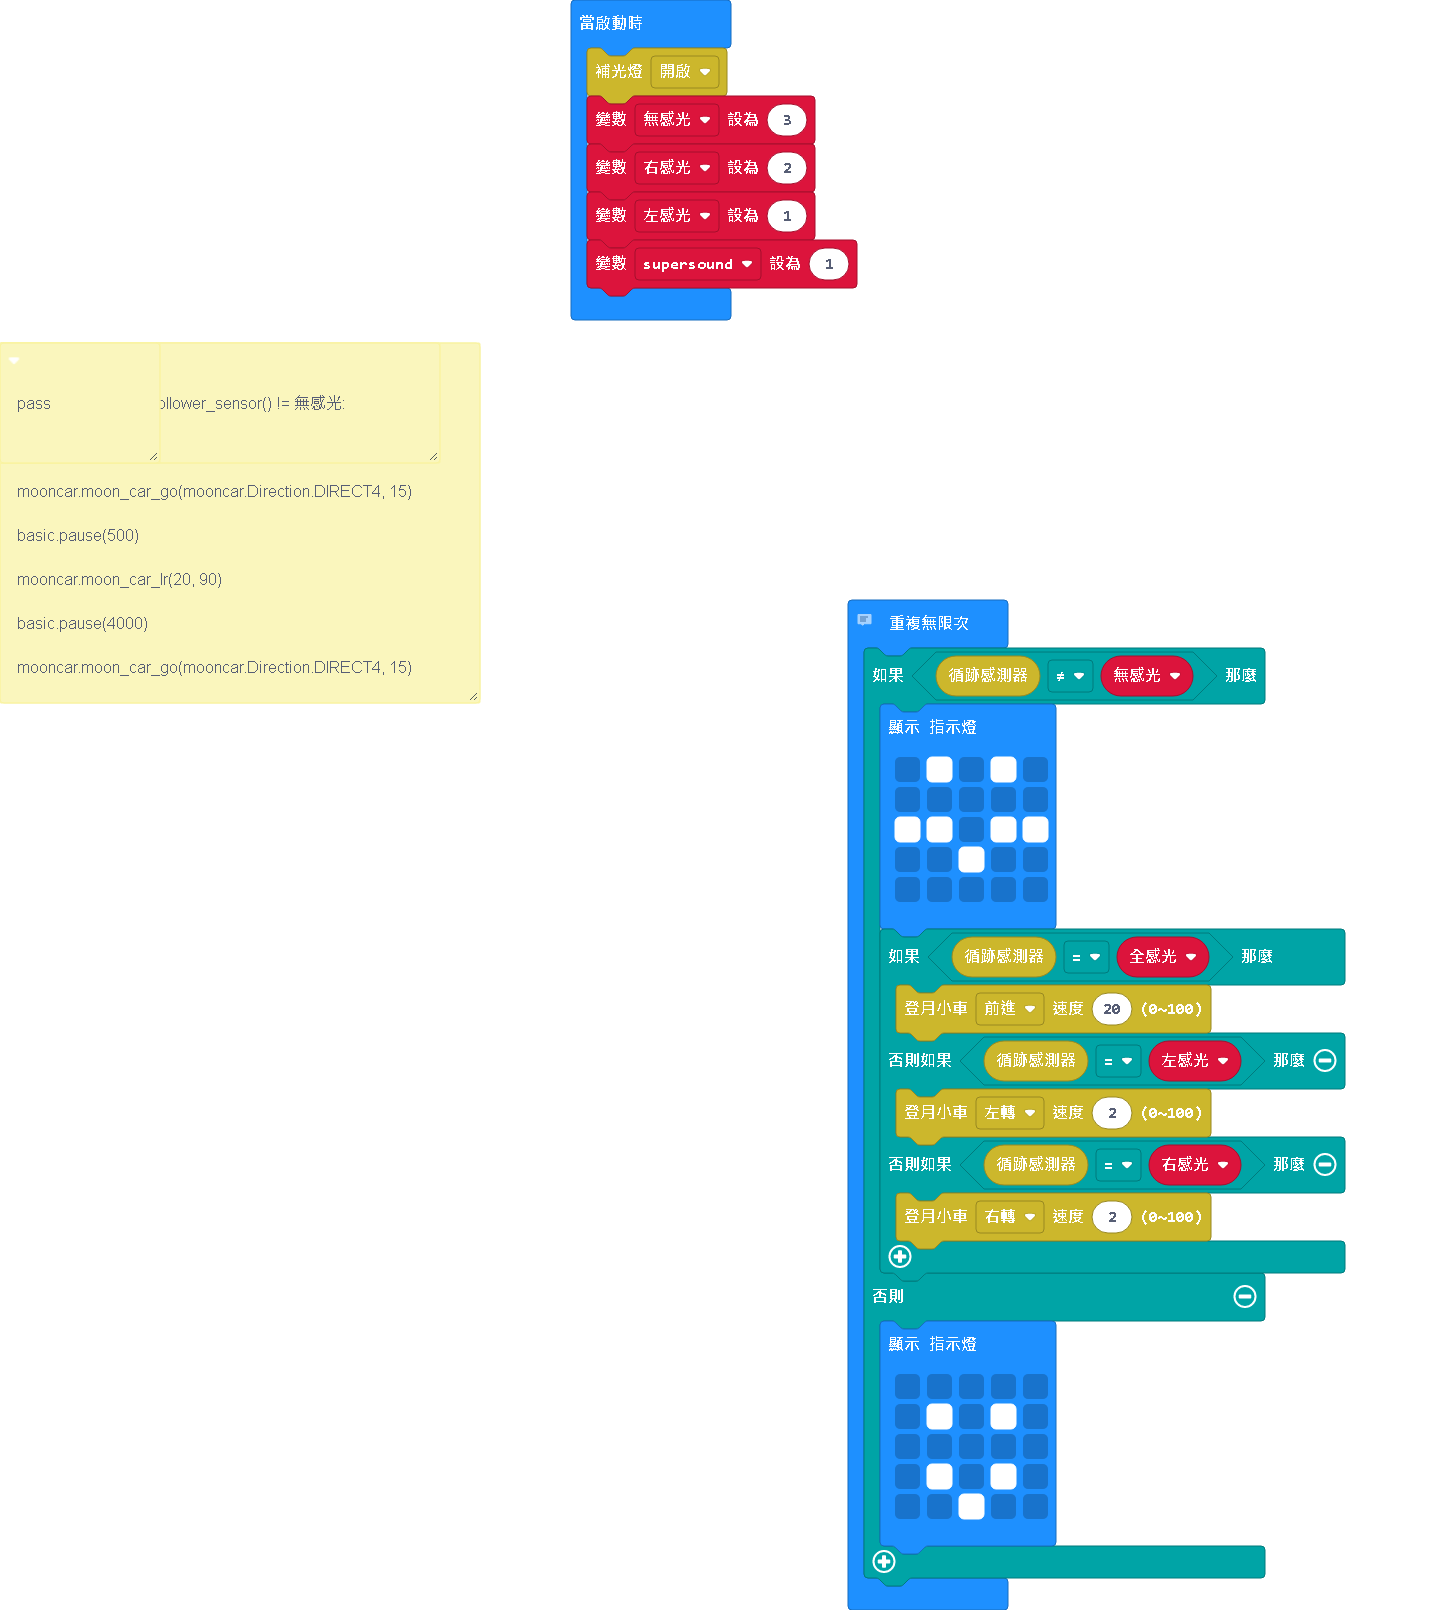 當啟動時
補光燈 開啟
變數 無感光 設為 3
變數 右感光 設為 2
變數 左感光 設為 1
變數 supersound 設為 1
pass
ollower_sensor() != 無感光:
mooncar.moon_car_go(mooncar.Direction.DIRECT4, 15)
basic.pause(500)
mooncar.moon_car_lr(20, 90)
basic.pause(4000)
mooncar.moon_car_go(mooncar.Direction.DIRECT4, 15)
重複無限次
如果 循跡感測器 ≠ 無感光 那麼
顯示 指示燈
如果 循跡感測器 = 全感光 那麼
登月小車 前進 速度 20 (0~100)
否則如果 循跡感測器 = 左感光 那麼
登月小車 左轉 速度 2 (0~100)
否則如果 循跡感測器 = 右感光 那麼
登月小車 右轉 速度 2 (0~100)
否則
顯示 指示燈